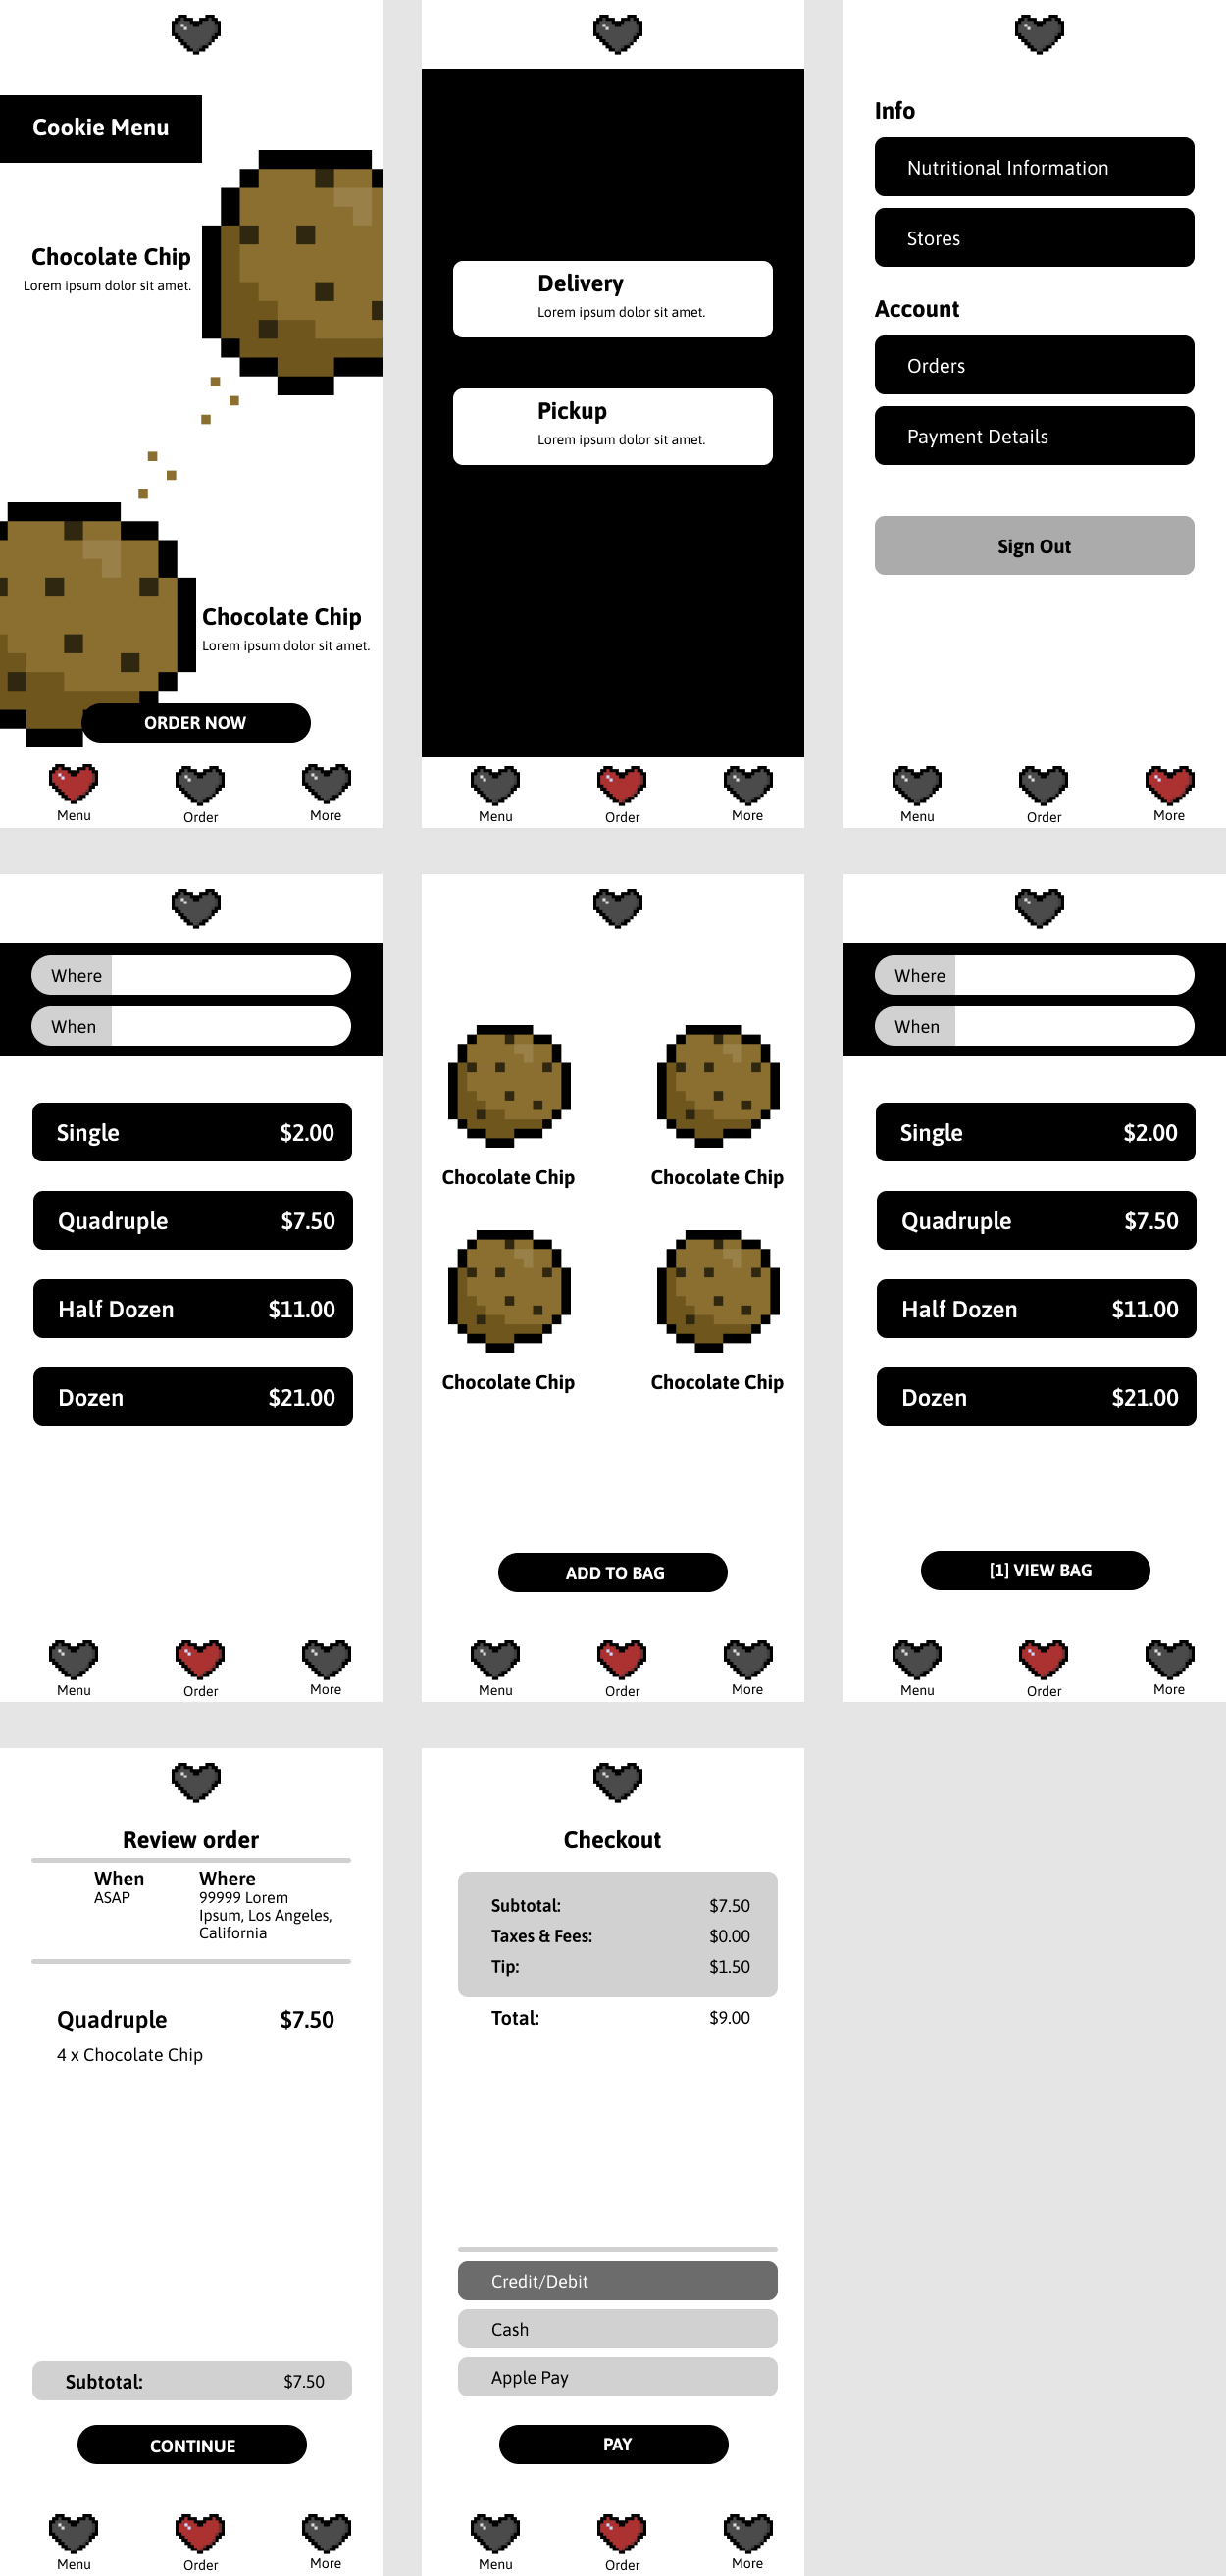 Cookie Menu
Chocolate Chip
Lorem ipsum dolor sit amet.
Chocolate Chip
Lorem ipsum dolor sit amet.
ORDER NOW
Menu
Order
More
Delivery
Lorem ipsum dolor sit amet.
Pickup
Lorem ipsum dolor sit amet.
Menu
Order
More
Info
Nutritional Information
Stores
Account
Orders
Payment Details
Sign Out
Menu
Order
More
Where
When
Single $2.00
Quadruple $7.50
Half Dozen $11.00
Dozen $21.00
Menu
Order
More
Chocolate Chip
Chocolate Chip
Chocolate Chip
Chocolate Chip
ADD TO BAG
Menu
Order
More
Where
When
Single $2.00
Quadruple $7.50
Half Dozen $11.00
Dozen $21.00
[1] VIEW BAG
Menu
Order
More
Review order
When
ASAP
Where
99999 Lorem
Ipsum, Los Angeles,
California
Quadruple $7.50
4 x Chocolate Chip
Subtotal: $7.50
CONTINUE
Menu
Order
More
Checkout
Subtotal: $7.50
Taxes & Fees: $0.00
Tip: $1.50
Total: $9.00
Credit/Debit
Cash
Apple Pay
PAY
Menu
Order
More